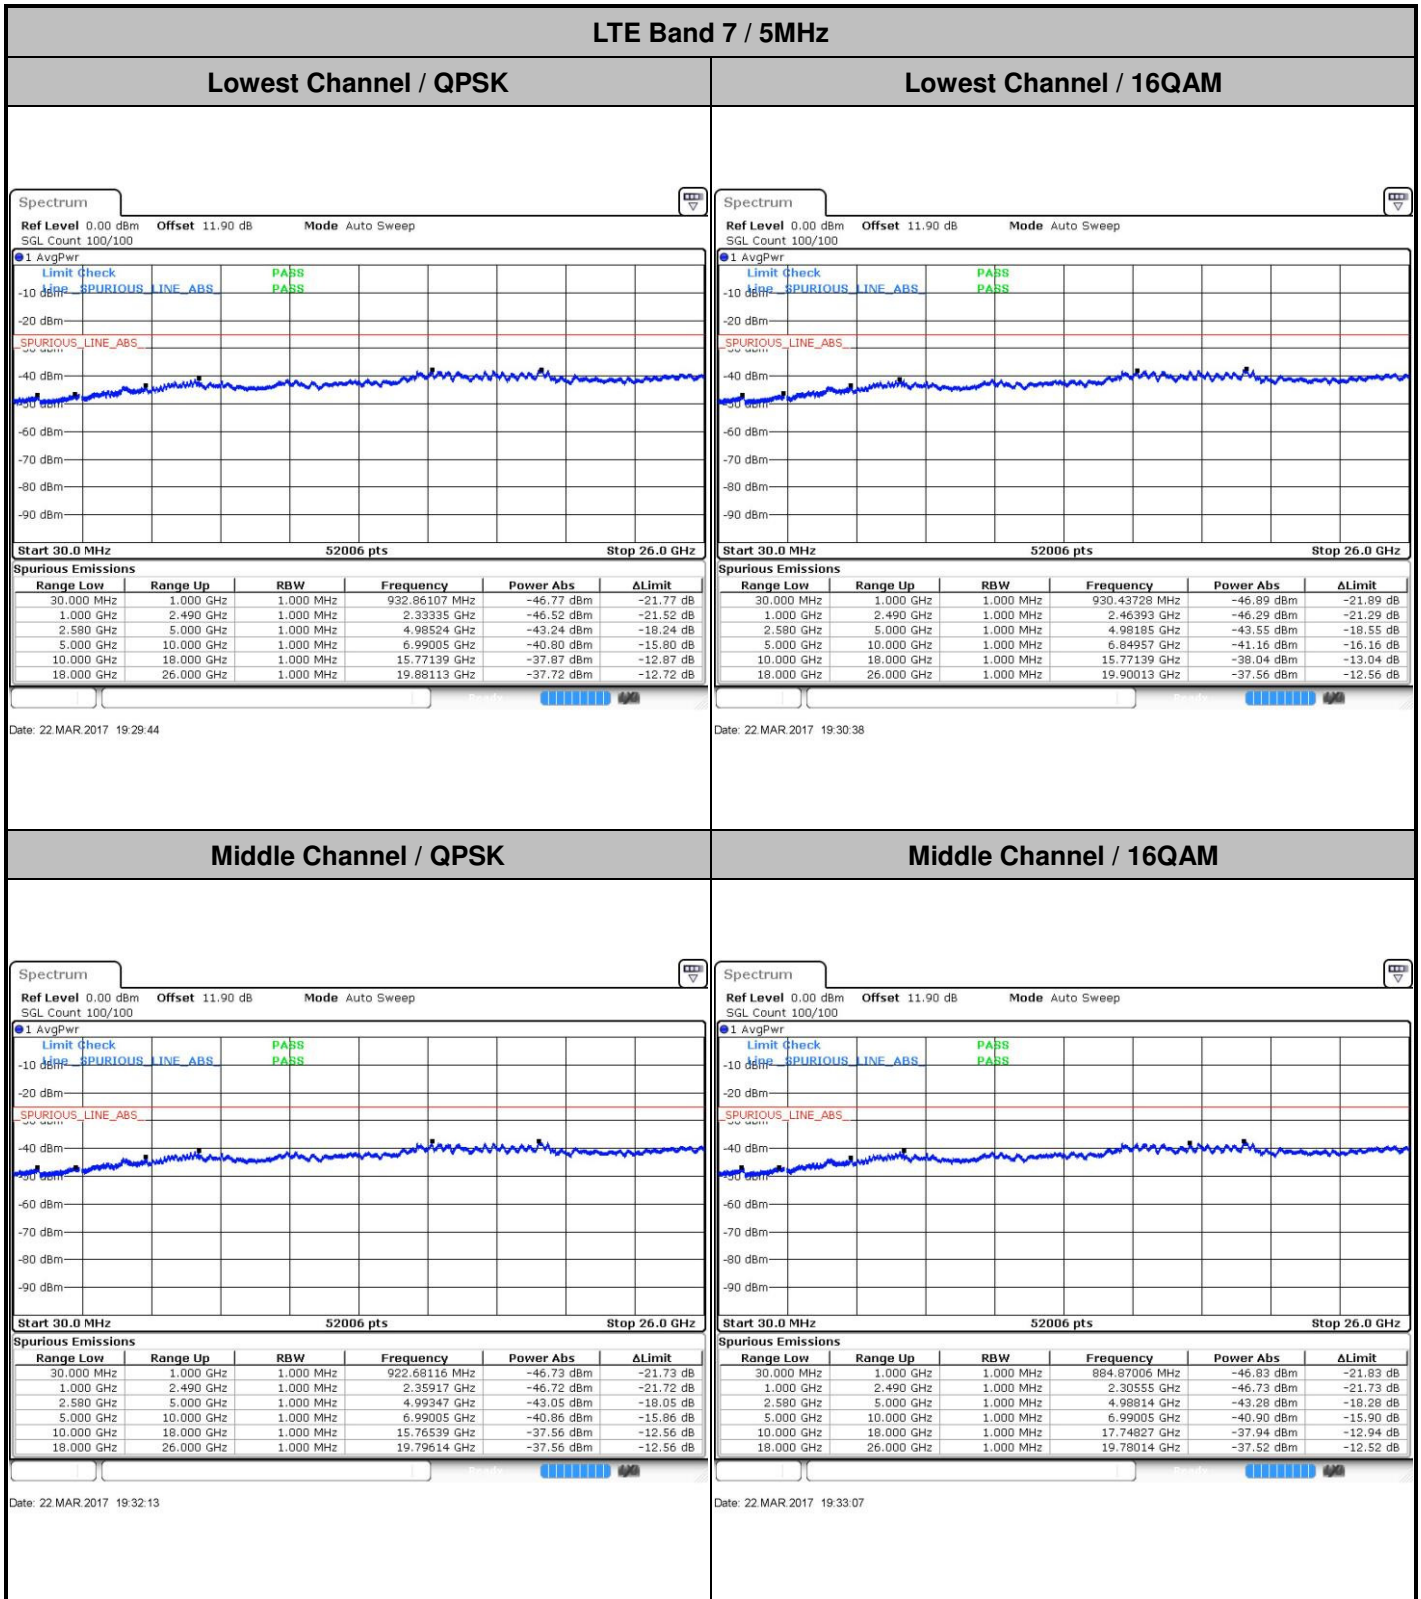 LTE Band 7 / 5MHz
Lowest Channel / QPSK
Lowest Channel / 16QAM
Spectrum
Ref Level 0.00 dBm Offset 11.90 dB Mode Auto Sweep
SGL Count 100/100
1 AvgPwr
Limit Check PASS
Line _SPURIOUS_LINE_ABS_ PASS
-10 dBm
-20 dBm
_SPURIOUS_LINE_ABS_
-40 dBm
-50 dBm
-60 dBm
-70 dBm
-80 dBm
-90 dBm
Start 30.0 MHz 52006 pts Stop 26.0 GHz
Spurious Emissions
Range Low Range Up RBW Frequency Power Abs ΔLimit
30.000 MHz 1.000 GHz 1.000 MHz 932.86107 MHz -46.77 dBm -21.77 dB
1.000 GHz 2.490 GHz 1.000 MHz 2.33335 GHz -46.52 dBm -21.52 dB
2.580 GHz 5.000 GHz 1.000 MHz 4.98524 GHz -43.24 dBm -18.24 dB
5.000 GHz 10.000 GHz 1.000 MHz 6.99005 GHz -40.80 dBm -15.80 dB
10.000 GHz 18.000 GHz 1.000 MHz 15.77139 GHz -37.87 dBm -12.87 dB
18.000 GHz 26.000 GHz 1.000 MHz 19.88113 GHz -37.72 dBm -12.72 dB
Date: 22.MAR.2017 19:29:44
Spectrum
Ref Level 0.00 dBm Offset 11.90 dB Mode Auto Sweep
SGL Count 100/100
1 AvgPwr
Limit Check PASS
Line _SPURIOUS_LINE_ABS_ PASS
-10 dBm
-20 dBm
_SPURIOUS_LINE_ABS_
-40 dBm
-50 dBm
-60 dBm
-70 dBm
-80 dBm
-90 dBm
Start 30.0 MHz 52006 pts Stop 26.0 GHz
Spurious Emissions
Range Low Range Up RBW Frequency Power Abs ΔLimit
30.000 MHz 1.000 GHz 1.000 MHz 930.43728 MHz -46.89 dBm -21.89 dB
1.000 GHz 2.490 GHz 1.000 MHz 2.46393 GHz -46.29 dBm -21.29 dB
2.580 GHz 5.000 GHz 1.000 MHz 4.98185 GHz -43.55 dBm -18.55 dB
5.000 GHz 10.000 GHz 1.000 MHz 6.84957 GHz -41.16 dBm -16.16 dB
10.000 GHz 18.000 GHz 1.000 MHz 15.77139 GHz -38.04 dBm -13.04 dB
18.000 GHz 26.000 GHz 1.000 MHz 19.90013 GHz -37.56 dBm -12.56 dB
Date: 22.MAR.2017 19:30:38
Middle Channel / QPSK
Middle Channel / 16QAM
Spectrum
Ref Level 0.00 dBm Offset 11.90 dB Mode Auto Sweep
SGL Count 100/100
1 AvgPwr
Limit Check PASS
Line _SPURIOUS_LINE_ABS_ PASS
-10 dBm
-20 dBm
_SPURIOUS_LINE_ABS_
-40 dBm
-50 dBm
-60 dBm
-70 dBm
-80 dBm
-90 dBm
Start 30.0 MHz 52006 pts Stop 26.0 GHz
Spurious Emissions
Range Low Range Up RBW Frequency Power Abs ΔLimit
30.000 MHz 1.000 GHz 1.000 MHz 922.68116 MHz -46.73 dBm -21.73 dB
1.000 GHz 2.490 GHz 1.000 MHz 2.35917 GHz -46.72 dBm -21.72 dB
2.580 GHz 5.000 GHz 1.000 MHz 4.99347 GHz -43.05 dBm -18.05 dB
5.000 GHz 10.000 GHz 1.000 MHz 6.99005 GHz -40.86 dBm -15.86 dB
10.000 GHz 18.000 GHz 1.000 MHz 15.76539 GHz -37.56 dBm -12.56 dB
18.000 GHz 26.000 GHz 1.000 MHz 19.79614 GHz -37.56 dBm -12.56 dB
Date: 22.MAR.2017 19:32:13
Spectrum
Ref Level 0.00 dBm Offset 11.90 dB Mode Auto Sweep
SGL Count 100/100
1 AvgPwr
Limit Check PASS
Line _SPURIOUS_LINE_ABS_ PASS
-10 dBm
-20 dBm
_SPURIOUS_LINE_ABS_
-40 dBm
-50 dBm
-60 dBm
-70 dBm
-80 dBm
-90 dBm
Start 30.0 MHz 52006 pts Stop 26.0 GHz
Spurious Emissions
Range Low Range Up RBW Frequency Power Abs ΔLimit
30.000 MHz 1.000 GHz 1.000 MHz 884.87006 MHz -46.83 dBm -21.83 dB
1.000 GHz 2.490 GHz 1.000 MHz 2.30555 GHz -46.73 dBm -21.73 dB
2.580 GHz 5.000 GHz 1.000 MHz 4.98814 GHz -43.28 dBm -18.28 dB
5.000 GHz 10.000 GHz 1.000 MHz 6.99005 GHz -40.90 dBm -15.90 dB
10.000 GHz 18.000 GHz 1.000 MHz 17.74827 GHz -37.94 dBm -12.94 dB
18.000 GHz 26.000 GHz 1.000 MHz 19.78014 GHz -37.52 dBm -12.52 dB
Date: 22.MAR.2017 19:33:07